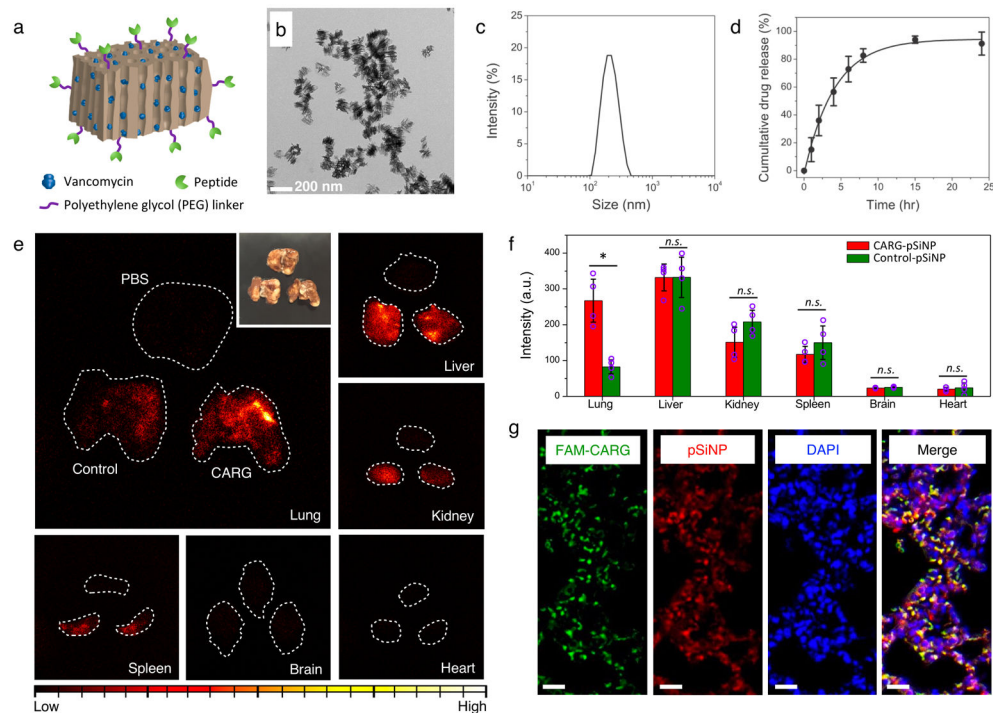 a
Vancomycin
Peptide
Polyethylene glycol (PEG) linker
b
200 nm
c
Intensity (%)
25
20
15
10
5
0
10¹ 10² 10³ 10⁴
Size (nm)
d
Cumultative drug release (%)
100
80
60
40
20
0
0 5 10 15 20 25
Time (hr)
e
PBS
Control
CARG
Lung
Liver
Kidney
Spleen
Brain
Heart
Low
High
f
CARG-pSiNP
Control-pSiNP
Intensity (a.u.)
400
300
200
100
0
*
n.s.
n.s.
n.s.
n.s.
n.s.
Lung Liver Kidney Spleen Brain Heart
g
FAM-CARG
pSiNP
DAPI
Merge